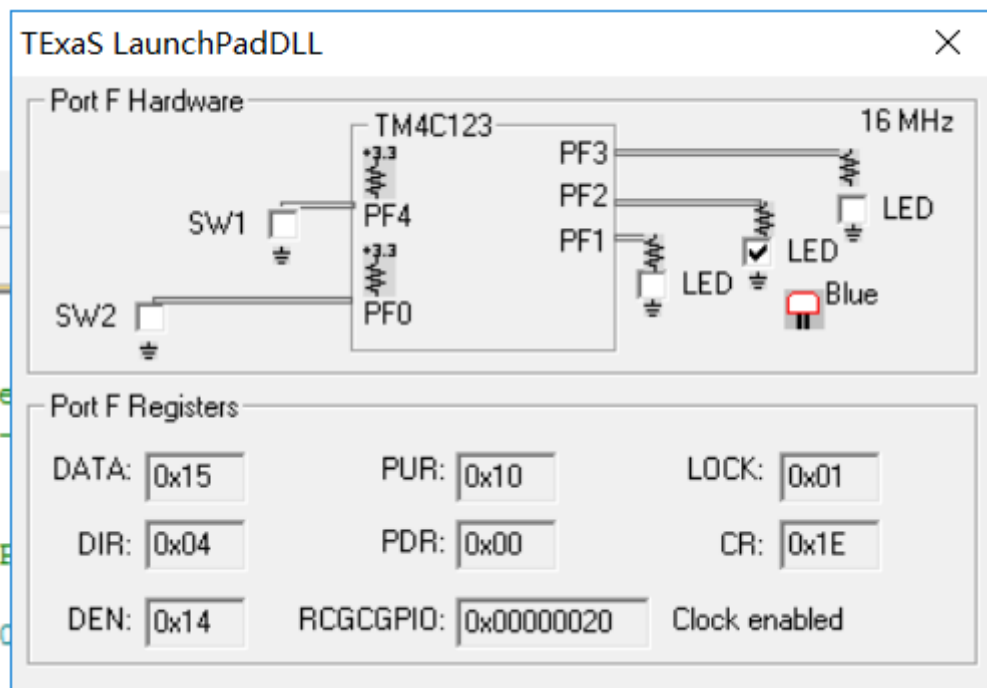 TExaS LaunchPadDLL
Port F Hardware
TM4C123
16 MHz
+3.3
PF3
PF2
LED
SW1
PF4
PF1
LED
+3.3
LED
Blue
SW2
PF0
Port F Registers
DATA: 0x15 PUR: 0x10 LOCK: 0x01
DIR: 0x04 PDR: 0x00 CR: 0x1E
DEN: 0x14 RCGCGPIO: 0x00000020 Clock enabled